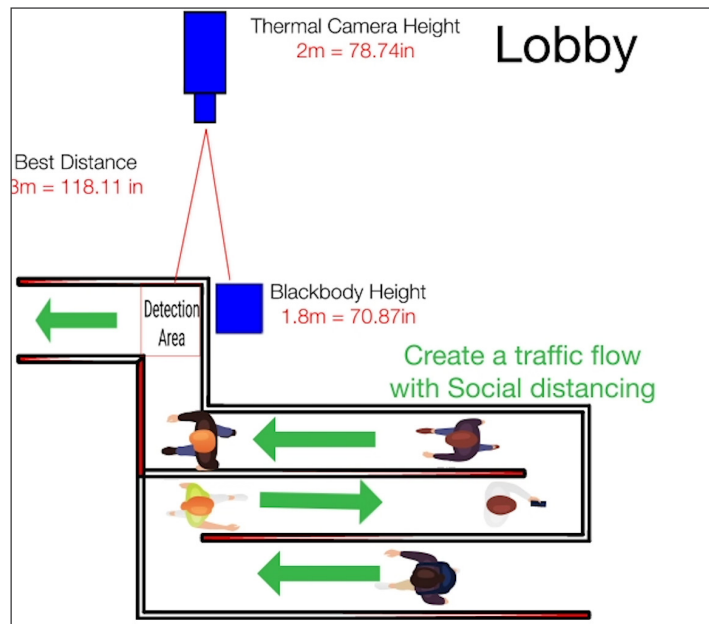 Thermal Camera Height
2m = 78.74in
Lobby
Best Distance
3m = 118.11 in
Detection
Area
Blackbody Height
1.8m = 70.87in
Create a traffic flow
with Social distancing